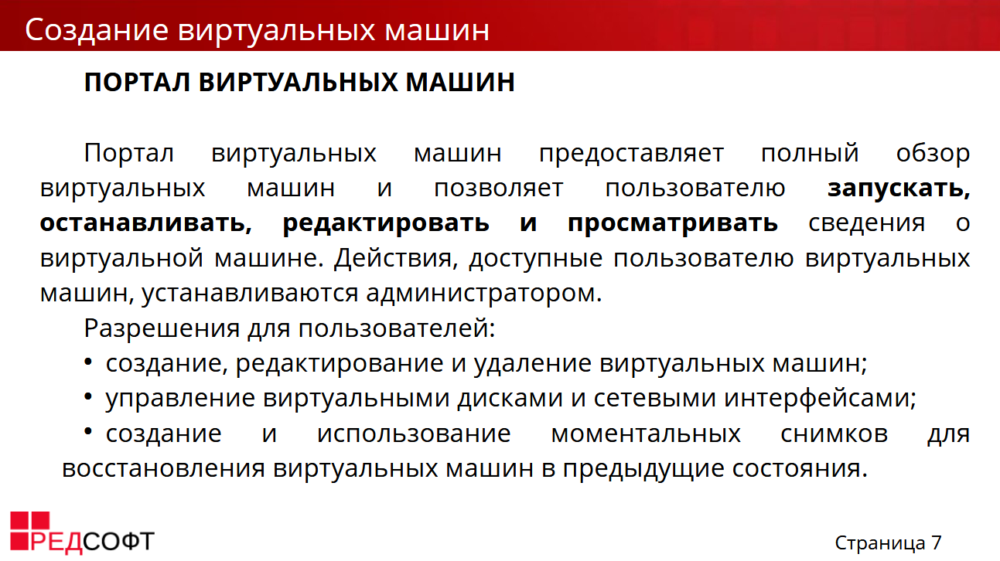 Создание виртуальных машин
ПОРТАЛ ВИРТУАЛЬНЫХ МАШИН
Портал виртуальных машин предоставляет полный обзор
виртуальных машин и позволяет пользователю запускать,
останавливать, редактировать и просматривать сведения о
виртуальной машине. Действия, доступные пользователю виртуальных
машин, устанавливаются администратором.
Разрешения для пользователей:
• создание, редактирование и удаление виртуальных машин;
• управление виртуальными дисками и сетевыми интерфейсами;
• создание и использование моментальных снимков для
восстановления виртуальных машин в предыдущие состояния.
РЕДСОФТ
Страница 7